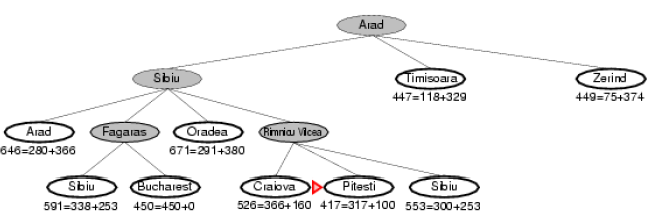 Arad
Sibiu Timisoara Zerind
447=118+329 449=75+374
Arad Fagaras Oradea Rimnicu Vilcea
646=280+366 671=291+380
Sibiu Bucharest Craiova Pitesti Sibiu
591=338+253 450=450+0 526=366+160 417=317+100 553=300+253